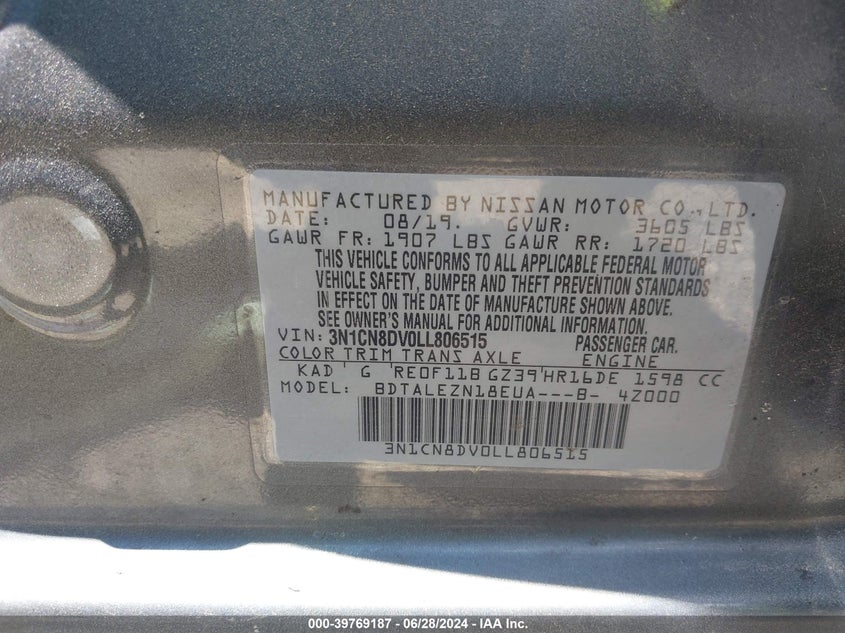 MANUFACTURED BY NISSAN MOTOR CO., LTD.
DATE: 08/19. GVWR: 3605 LBS
GAWR FR: 1907 LBS GAWR RR: 1720 LBS
THIS VEHICLE CONFORMS TO ALL APPLICABLE FEDERAL MOTOR
VEHICLE SAFETY, BUMPER AND THEFT PREVENTION STANDARDS
IN EFFECT ON THE DATE OF MANUFACTURE SHOWN ABOVE.
SEE OWNER'S MANUAL FOR ADDITIONAL INFORMATION.
VIN: 3N1CN8DV0LL806515 PASSENGER CAR.
COLOR TRIM TRANS AXLE ENGINE
KAD G RE0F11B GZ39 HR16DE 1598 CC
MODEL: BDTALEZN18EUA---B- 4Z000
3N1CN8DV0LL806515
000-39769187 - 06/28/2024 - IAA Inc.